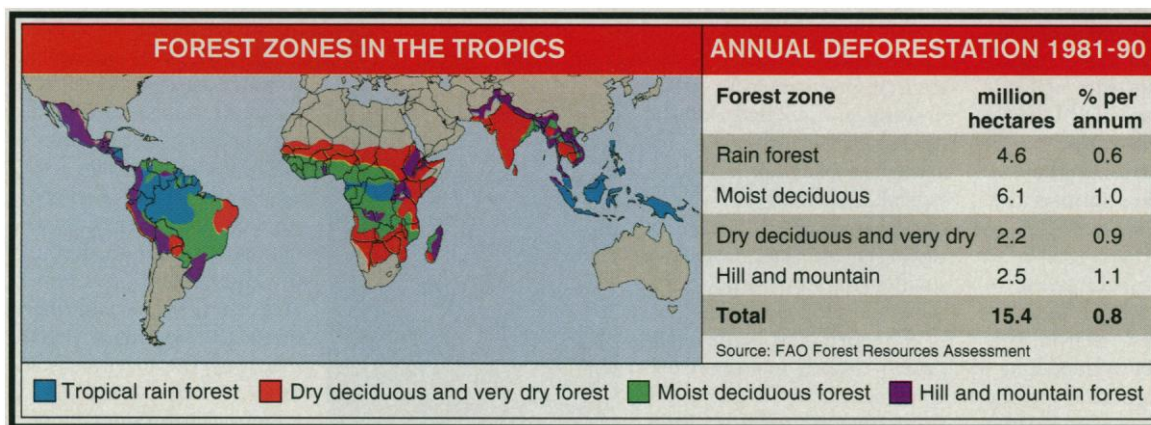 FOREST ZONES IN THE TROPICS
ANNUAL DEFORESTATION 1981-90
Forest zone million hectares % per annum
Rain forest 4.6 0.6
Moist deciduous 6.1 1.0
Dry deciduous and very dry 2.2 0.9
Hill and mountain 2.5 1.1
Total 15.4 0.8
Source: FAO Forest Resources Assessment
Tropical rain forest Dry deciduous and very dry forest Moist deciduous forest Hill and mountain forest